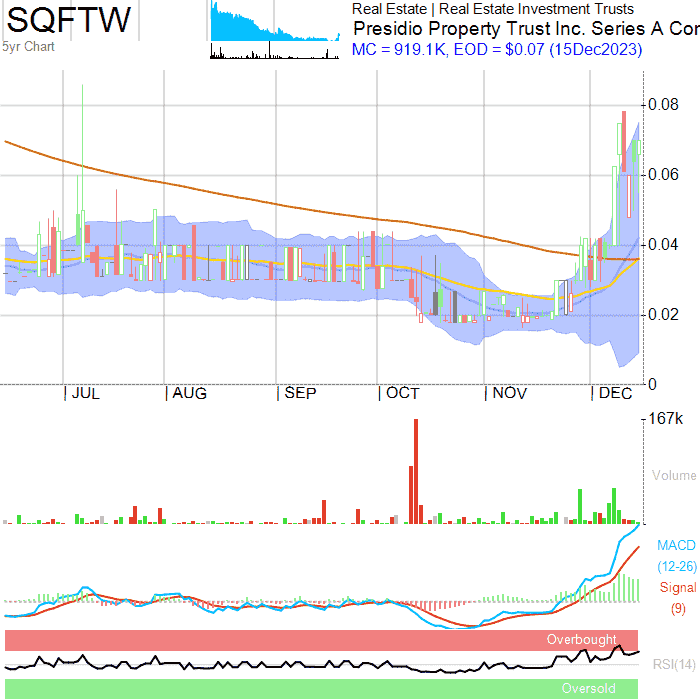 SQFTW
5yr Chart
Real Estate | Real Estate Investment Trusts
Presidio Property Trust Inc. Series A Cor
MC = 919.1K, EOD = $0.07 (15Dec2023)
0.08
0.06
0.04
0.02
0
| JUL | AUG | SEP | OCT | NOV | DEC
167k
Volume
MACD
(12-26)
Signal
(9)
Overbought
RSI(14)
Oversold